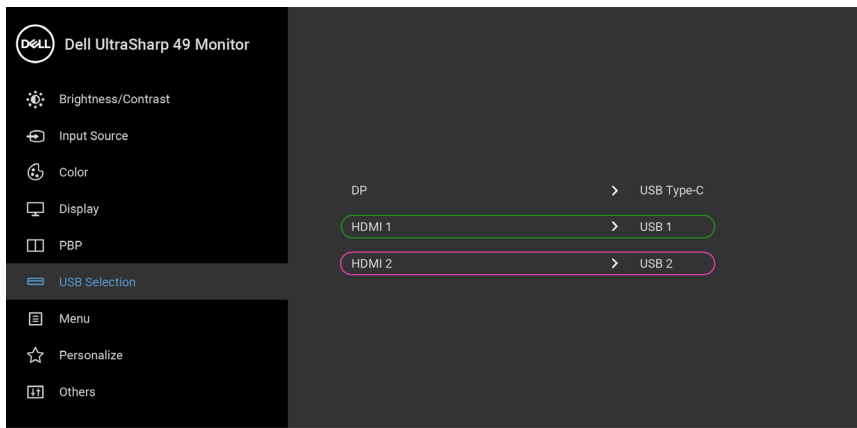 DELL Dell UltraSharp 49 Monitor
Brightness/Contrast
Input Source
Color
Display
PBP
USB Selection
Menu
Personalize
Others
DP USB Type-C
HDMI 1 USB 1
HDMI 2 USB 2